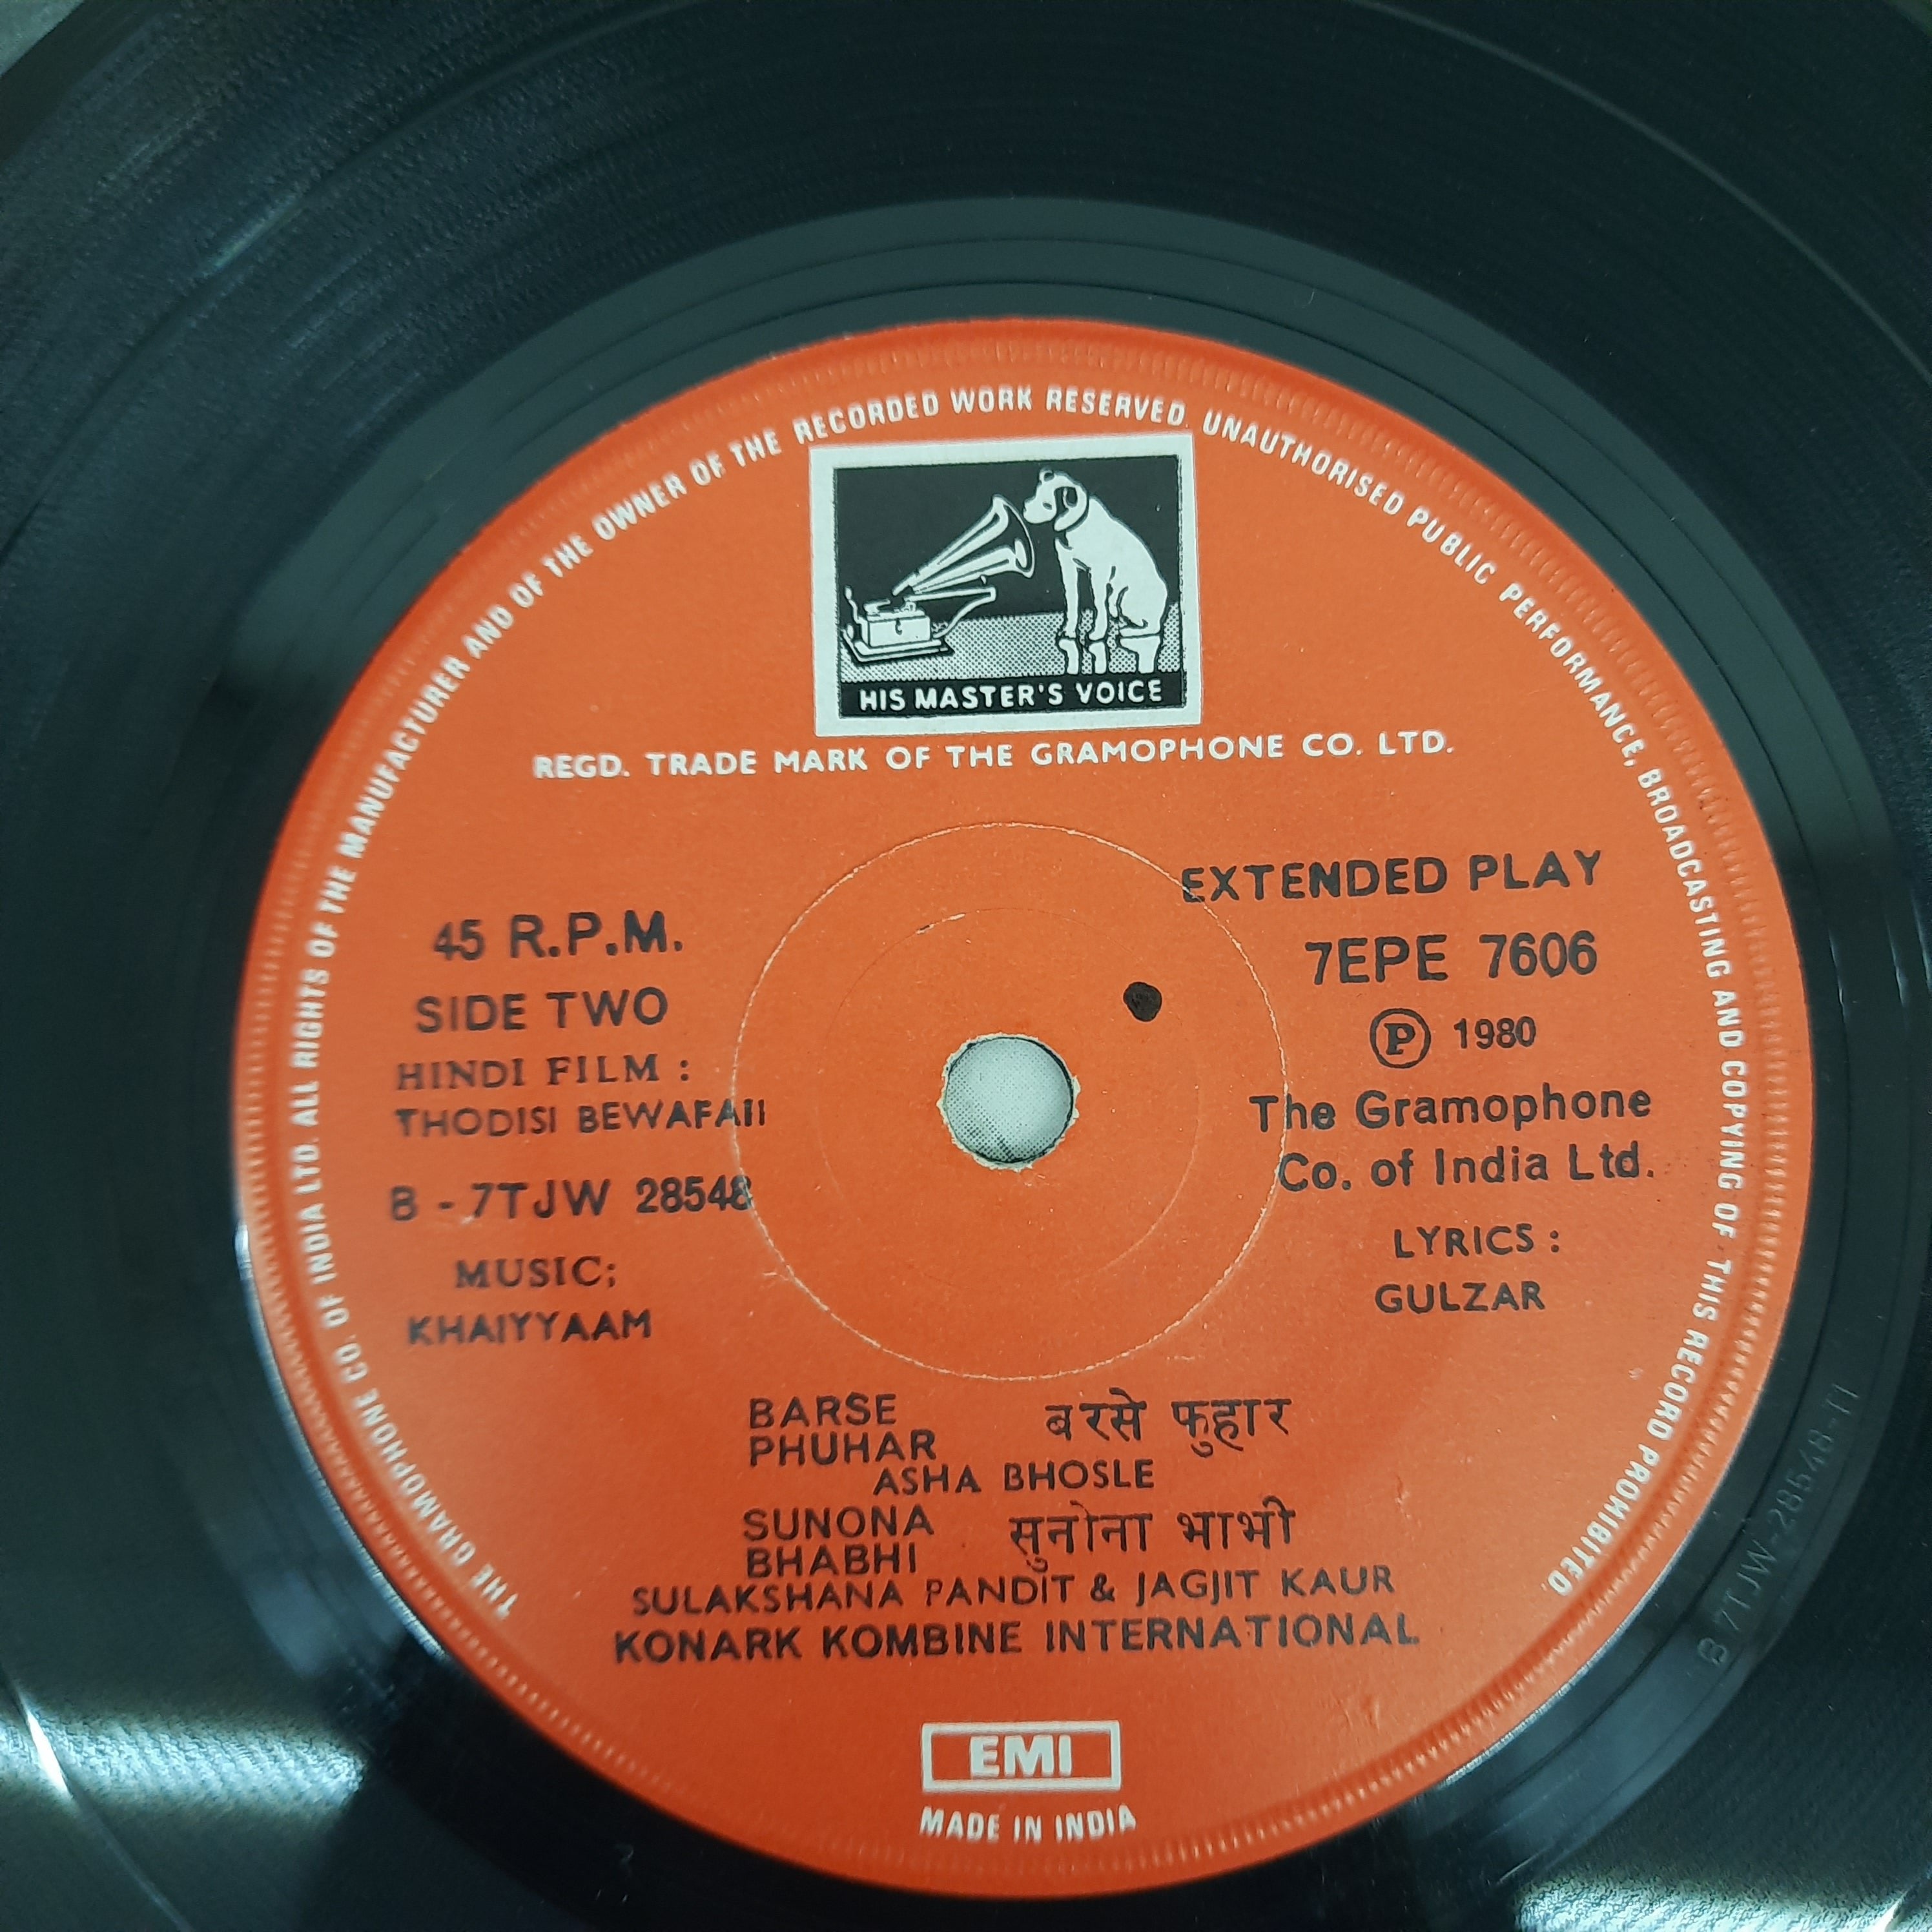 THE GRAMOPHONE CO. OF INDIA LTD. ALL RIGHTS OF THE MANUFACTURER AND OF THE OWNER OF THE RECORDED WORK RESERVED. UNAUTHORISED PUBLIC PERFORMANCE, BROADCASTING AND COPYING OF THIS RECORD PROHIBITED.
HIS MASTER'S VOICE
REGD. TRADE MARK OF THE GRAMOPHONE CO. LTD.
45 R.P.M.
SIDE TWO
HINDI FILM :
THODISI BEWAFAII
B - 7TJW 28548
MUSIC;
KHAIYYAAM
EXTENDED PLAY
7EPE 7606
Ⓟ 1980
The Gramophone
Co. of India Ltd.
LYRICS :
GULZAR
BARSE
PHUHAR
बरसे फुहार
ASHA BHOSLE
SUNONA
BHABHI
सुनोना भाभी
SULAKSHANA PANDIT & JAGJIT KAUR
KONARK KOMBINE INTERNATIONAL
EMI
MADE IN INDIA